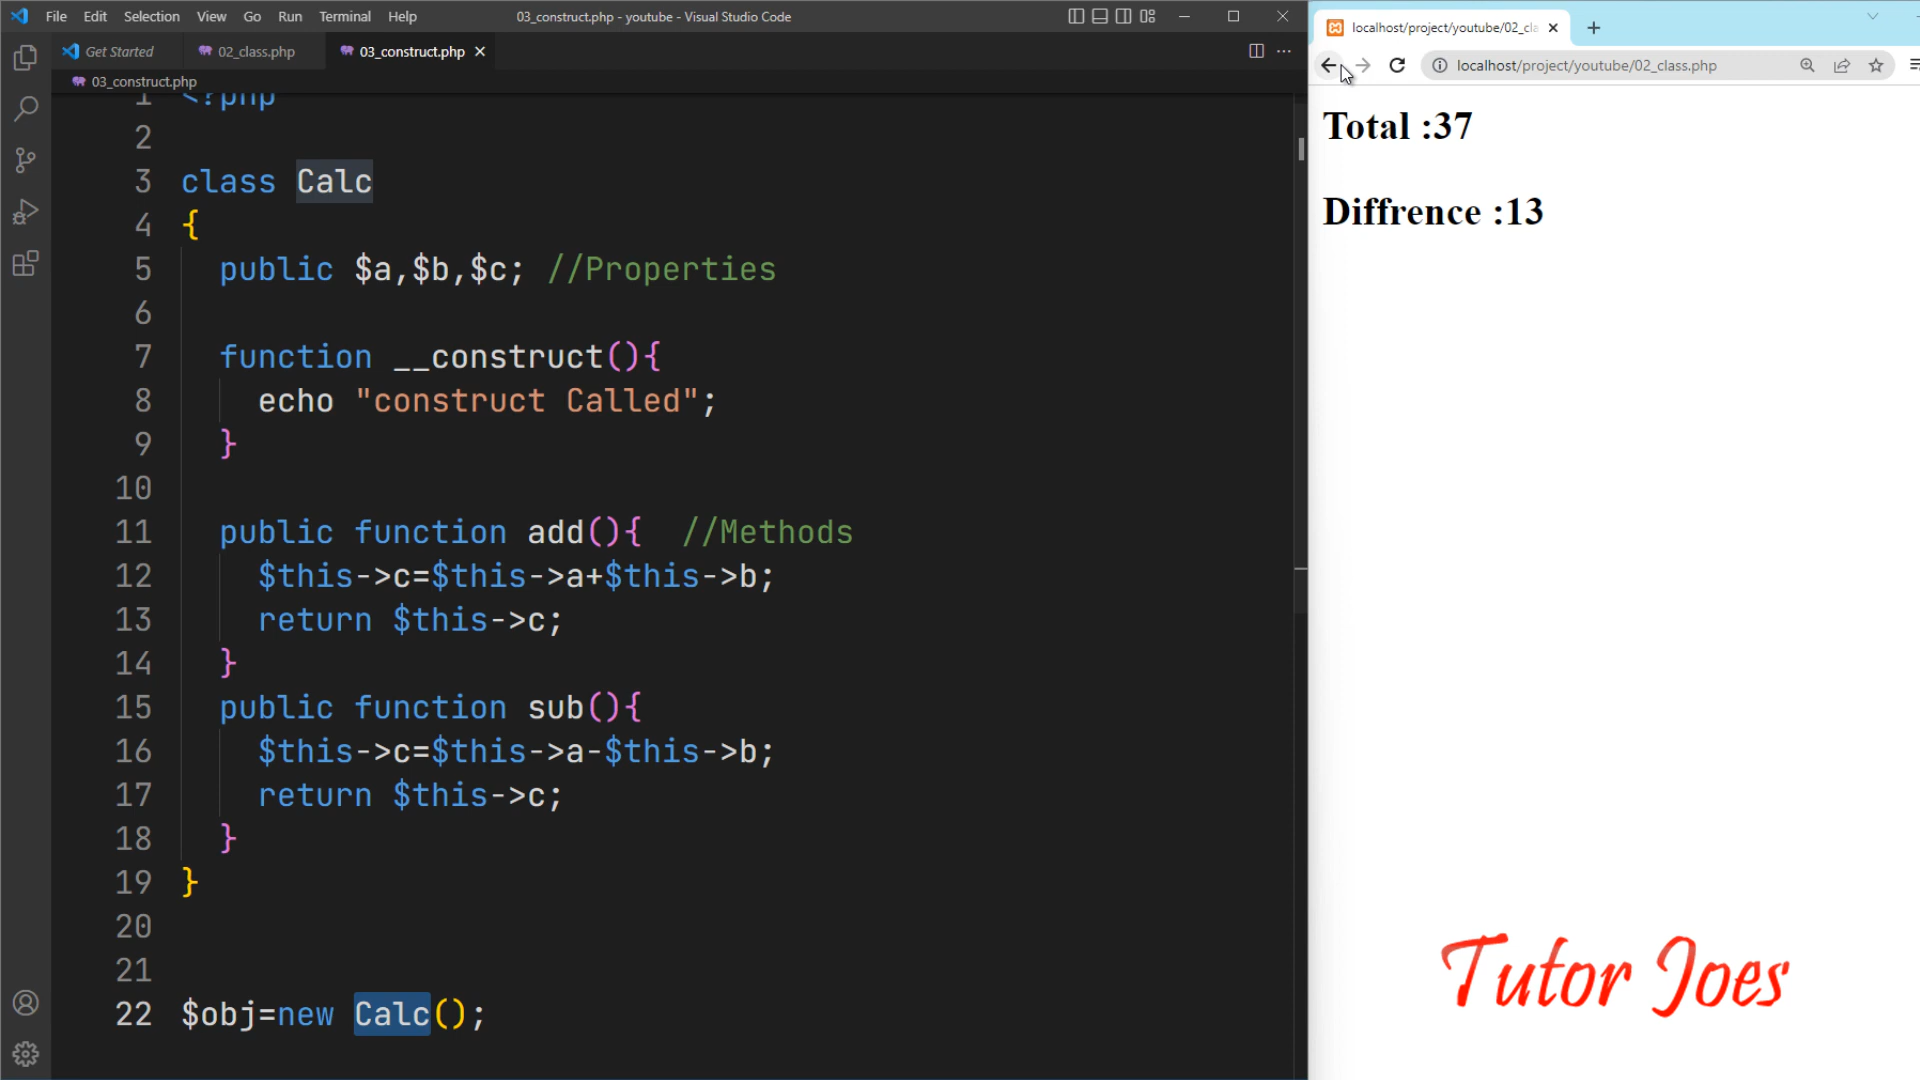 File Edit Selection View Go Run Terminal Help
03_construct.php - youtube - Visual Studio Code
Get Started
02_class.php
03_construct.php
03_construct.php
1 <?php
2
3 class Calc
4 {
5 public $a,$b,$c; //Properties
6
7 function __construct(){
8 echo "construct Called";
9 }
10
11 public function add(){ //Methods
12 $this->c=$this->a+$this->b;
13 return $this->c;
14 }
15 public function sub(){
16 $this->c=$this->a-$this->b;
17 return $this->c;
18 }
19 }
20
21
22 $obj=new Calc();
localhost/project/youtube/02_cla
localhost/project/youtube/02_class.php
Total :37
Diffrence :13
Tutor Joes